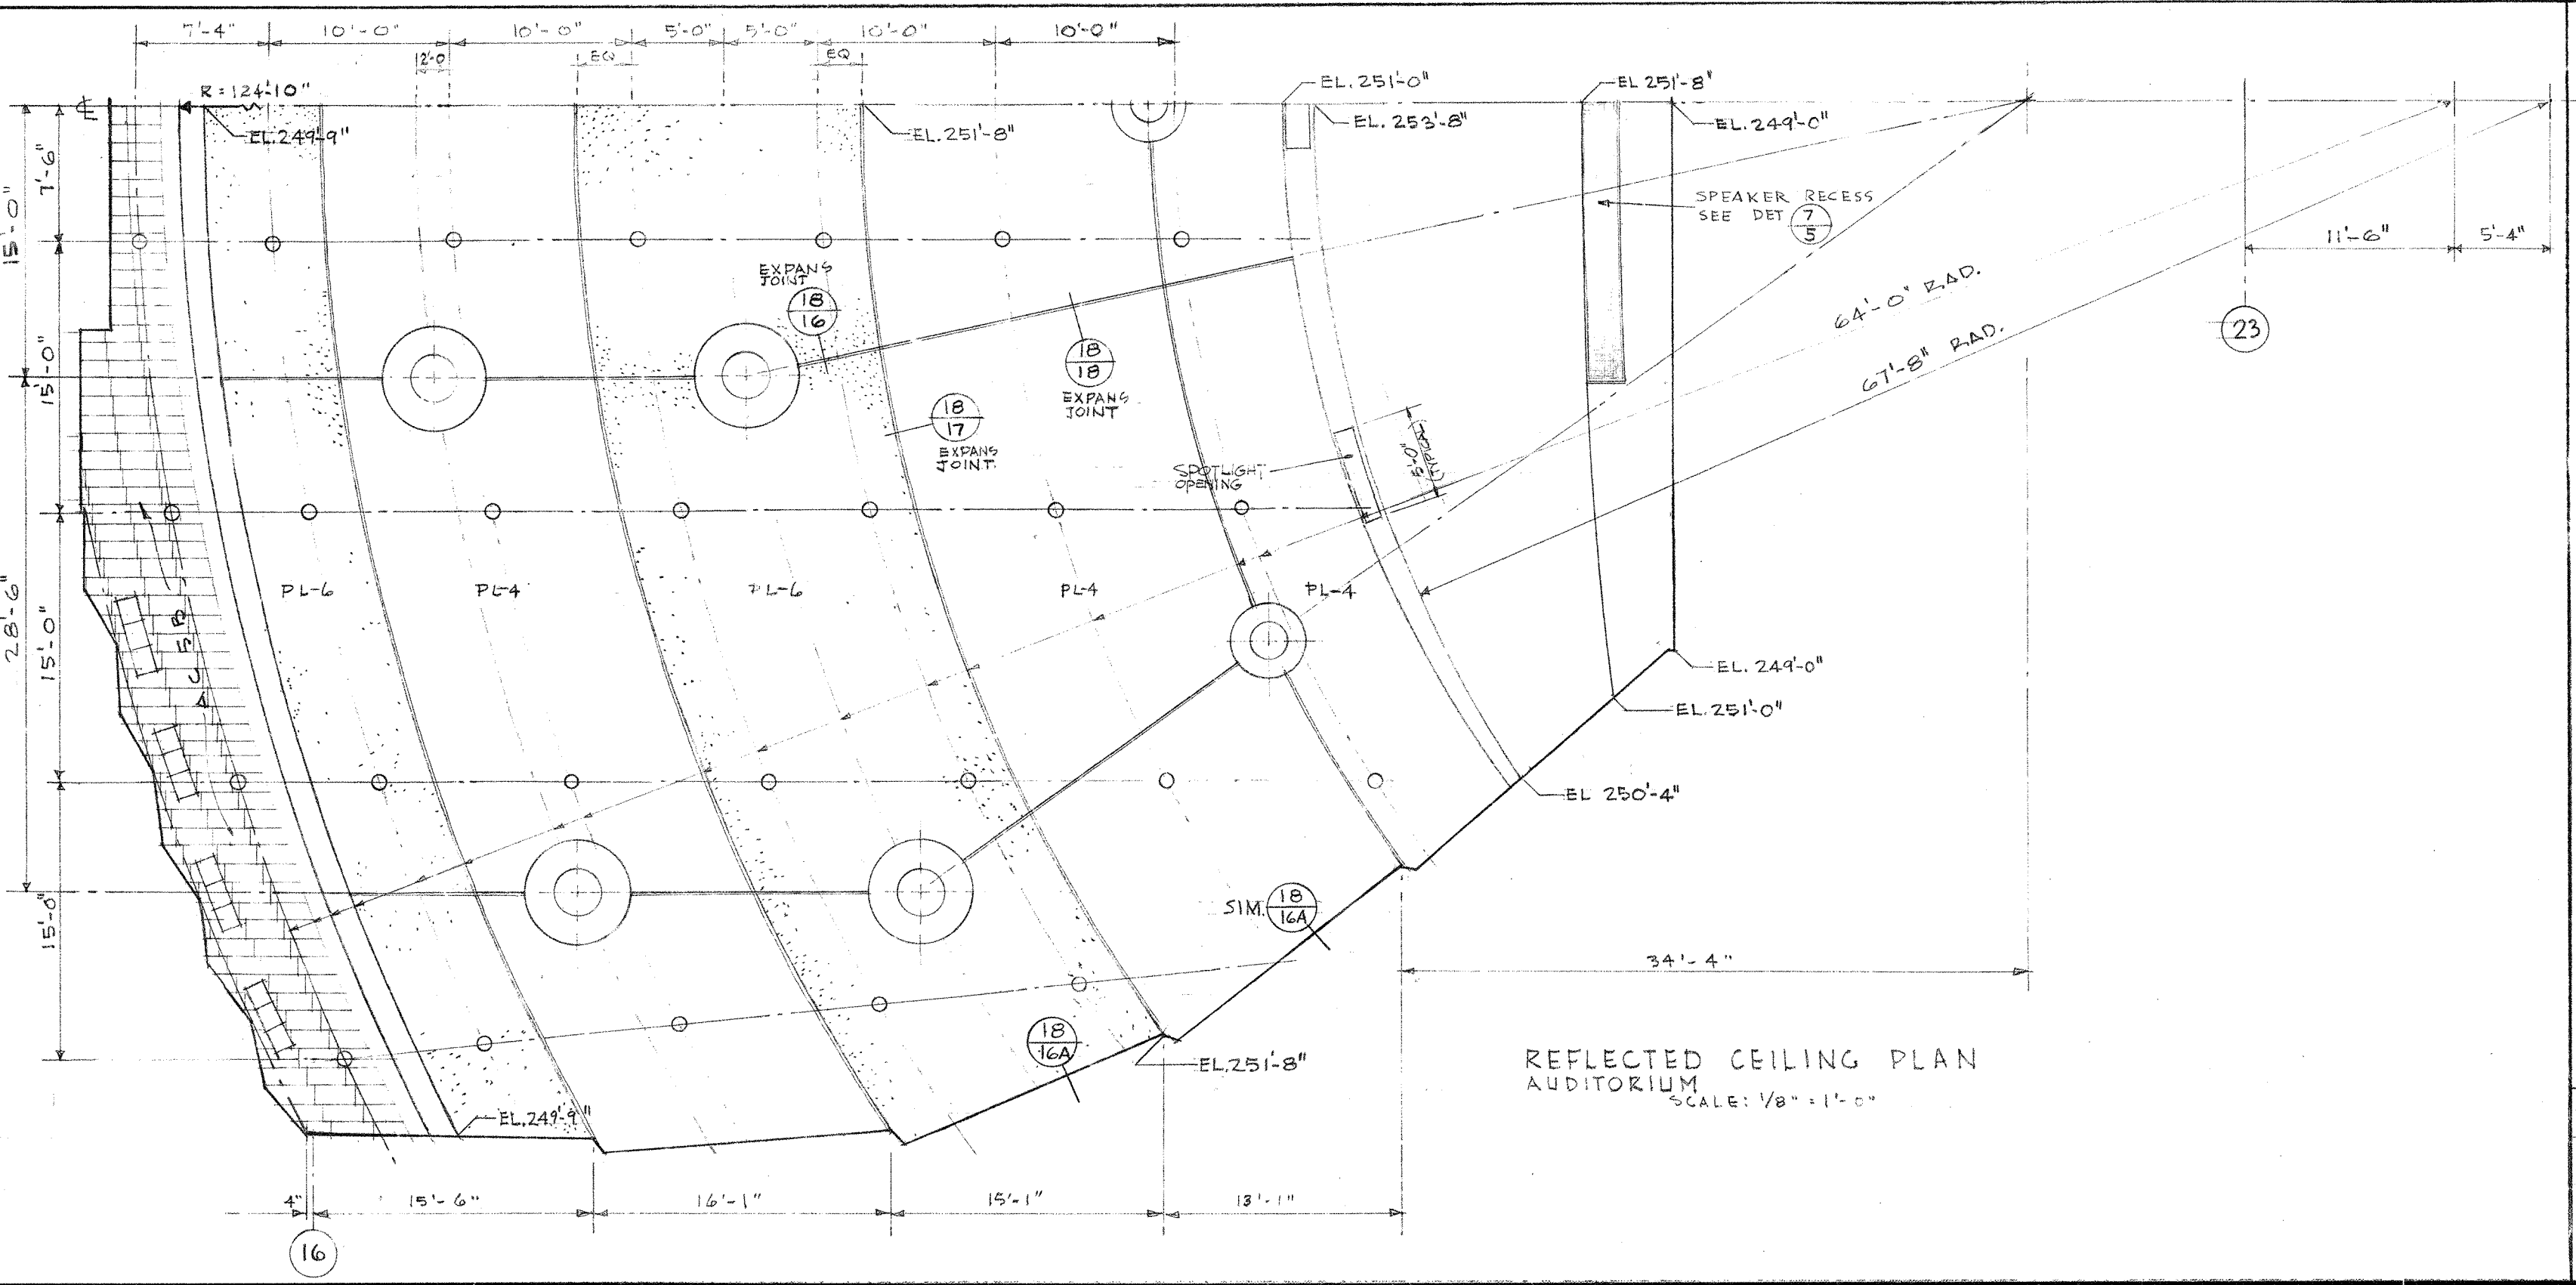 7'-4" 10'-0" 10'-0" 5'-0" 5'-0" 10'-0" 10'-0"
2'-0 EQ EQ
R = 124'-10"
EL. 249'-9"
EL. 251'-8"
EL. 251'-0"
EL. 253'-8"
EL 251'-8"
EL. 249'-0"
15'-0"
7'-6"
SPEAKER RECESS
SEE DET 7
5
11'-6" 5'-4"
EXPANS
JOINT
18
16
64'-0" RAD.
67'-8" RAD.
23
15'-0"
18
18
EXPANS
JOINT
18
17
EXPANS
JOINT.
SPOTLIGHT
OPENING
5'-0"
(TYPICAL)
28'-6"
15'-0"
PL-6 PL-4 PL-6 PL-4 PL-4
EL. 249'-0"
EL. 251'-0"
EL 250'-4"
15'-0"
SIM. 18
16A
34'-4"
18
16A
EL. 251'-8"
EL. 249'-9"
REFLECTED CEILING PLAN
AUDITORIUM
SCALE: 1/8" = 1'-0"
4" 15'-6" 16'-1" 15'-1" 13'-1"
16